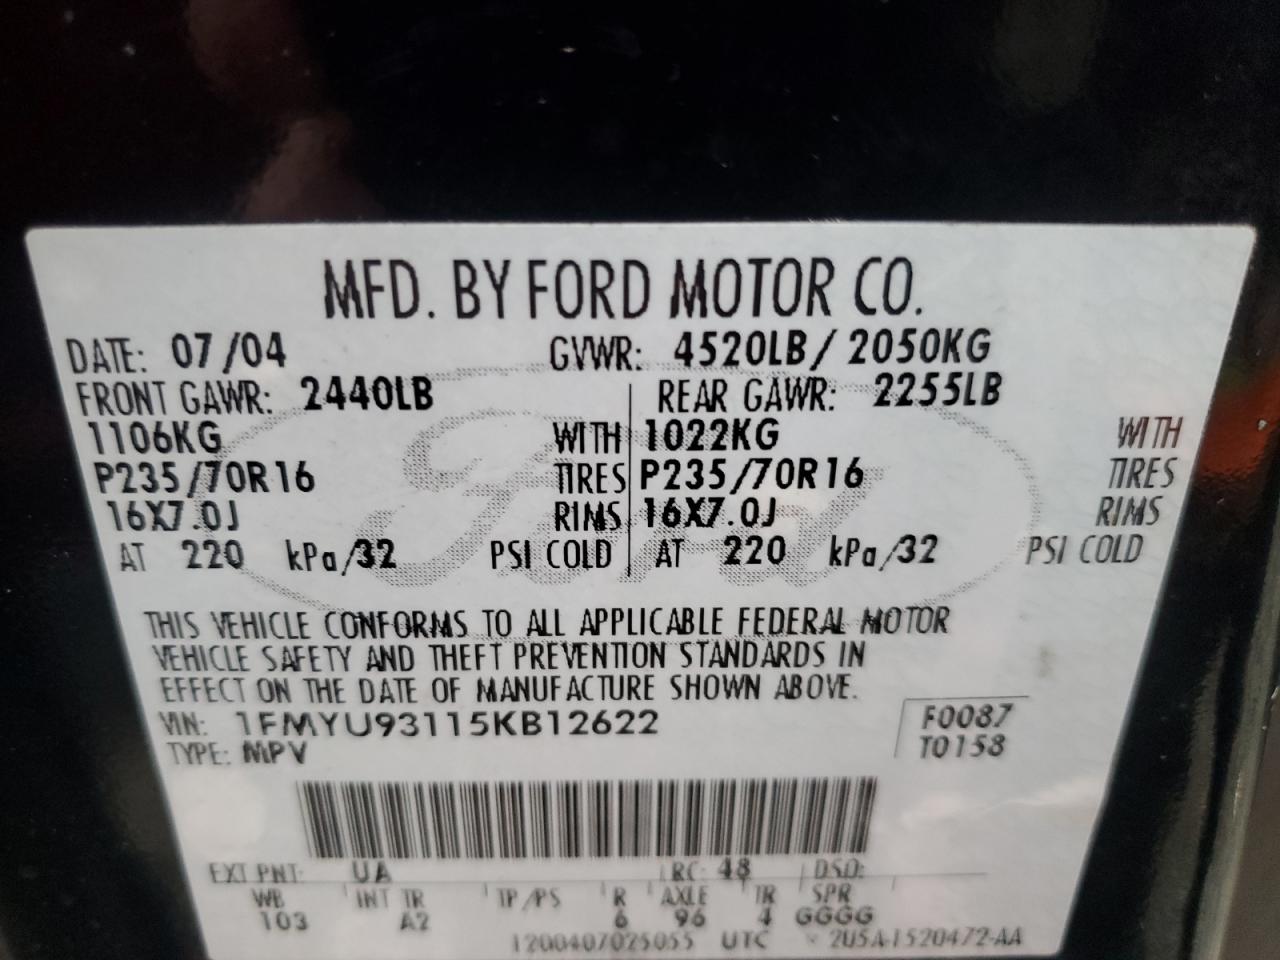 MFD. BY FORD MOTOR CO.
DATE: 07/04 GVWR: 4520LB/2050KG
FRONT GAWR: 2440LB REAR GAWR: 2255LB
1106KG WITH 1022KG WITH
P235/70R16 TIRES P235/70R16 TIRES
16X7.0J RIMS 16X7.0J RIMS
AT 220 kPa/32 PSI COLD AT 220 kPa/32 PSI COLD
Ford
THIS VEHICLE CONFORMS TO ALL APPLICABLE FEDERAL MOTOR
VEHICLE SAFETY AND THEFT PREVENTION STANDARDS IN
EFFECT ON THE DATE OF MANUFACTURE SHOWN ABOVE.
VIN: 1FMYU93115KB12622 F0087
TYPE: MPV T0158
EXT PNT: UA RC: 48 DSO:
WB INT TR TP/PS R AXLE TR SPR
103 A2 6 96 4 GGGG
1200407025055 UTC 2U5A-1520472-AA